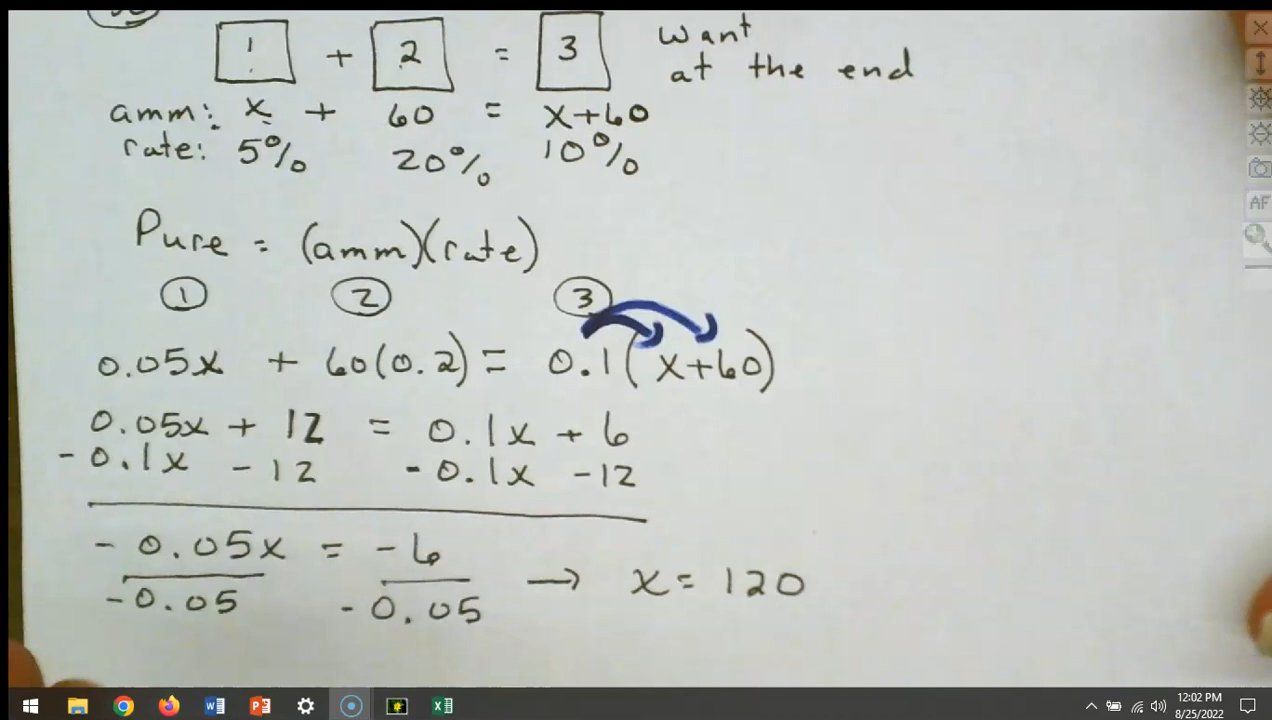 1 + 2 = 3 want
at the end
amm: x + 60 = x+60
rate: 5% 20% 10%
Pure = (amm)(rate)
1 2 3
0.05x + 60(0.2) = 0.1(x+60)
0.05x + 12 = 0.1x + 6
-0.1x -12 -0.1x -12
-0.05x = -6
-0.05 -0.05 → x = 120
AF
12:02 PM
8/25/2022